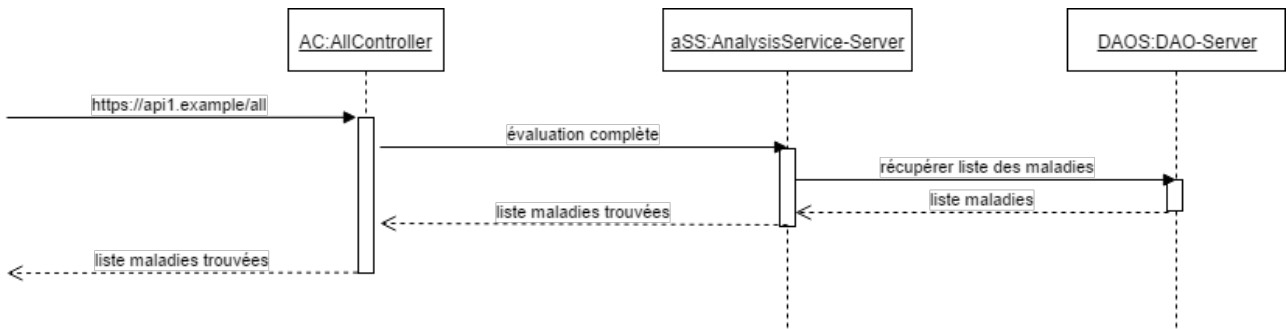 AC:AllController
aSS:AnalysisService-Server
DAOS:DAO-Server
https://api1.example/all
évaluation complète
récupérer liste des maladies
liste maladies
liste maladies trouvées
liste maladies trouvées